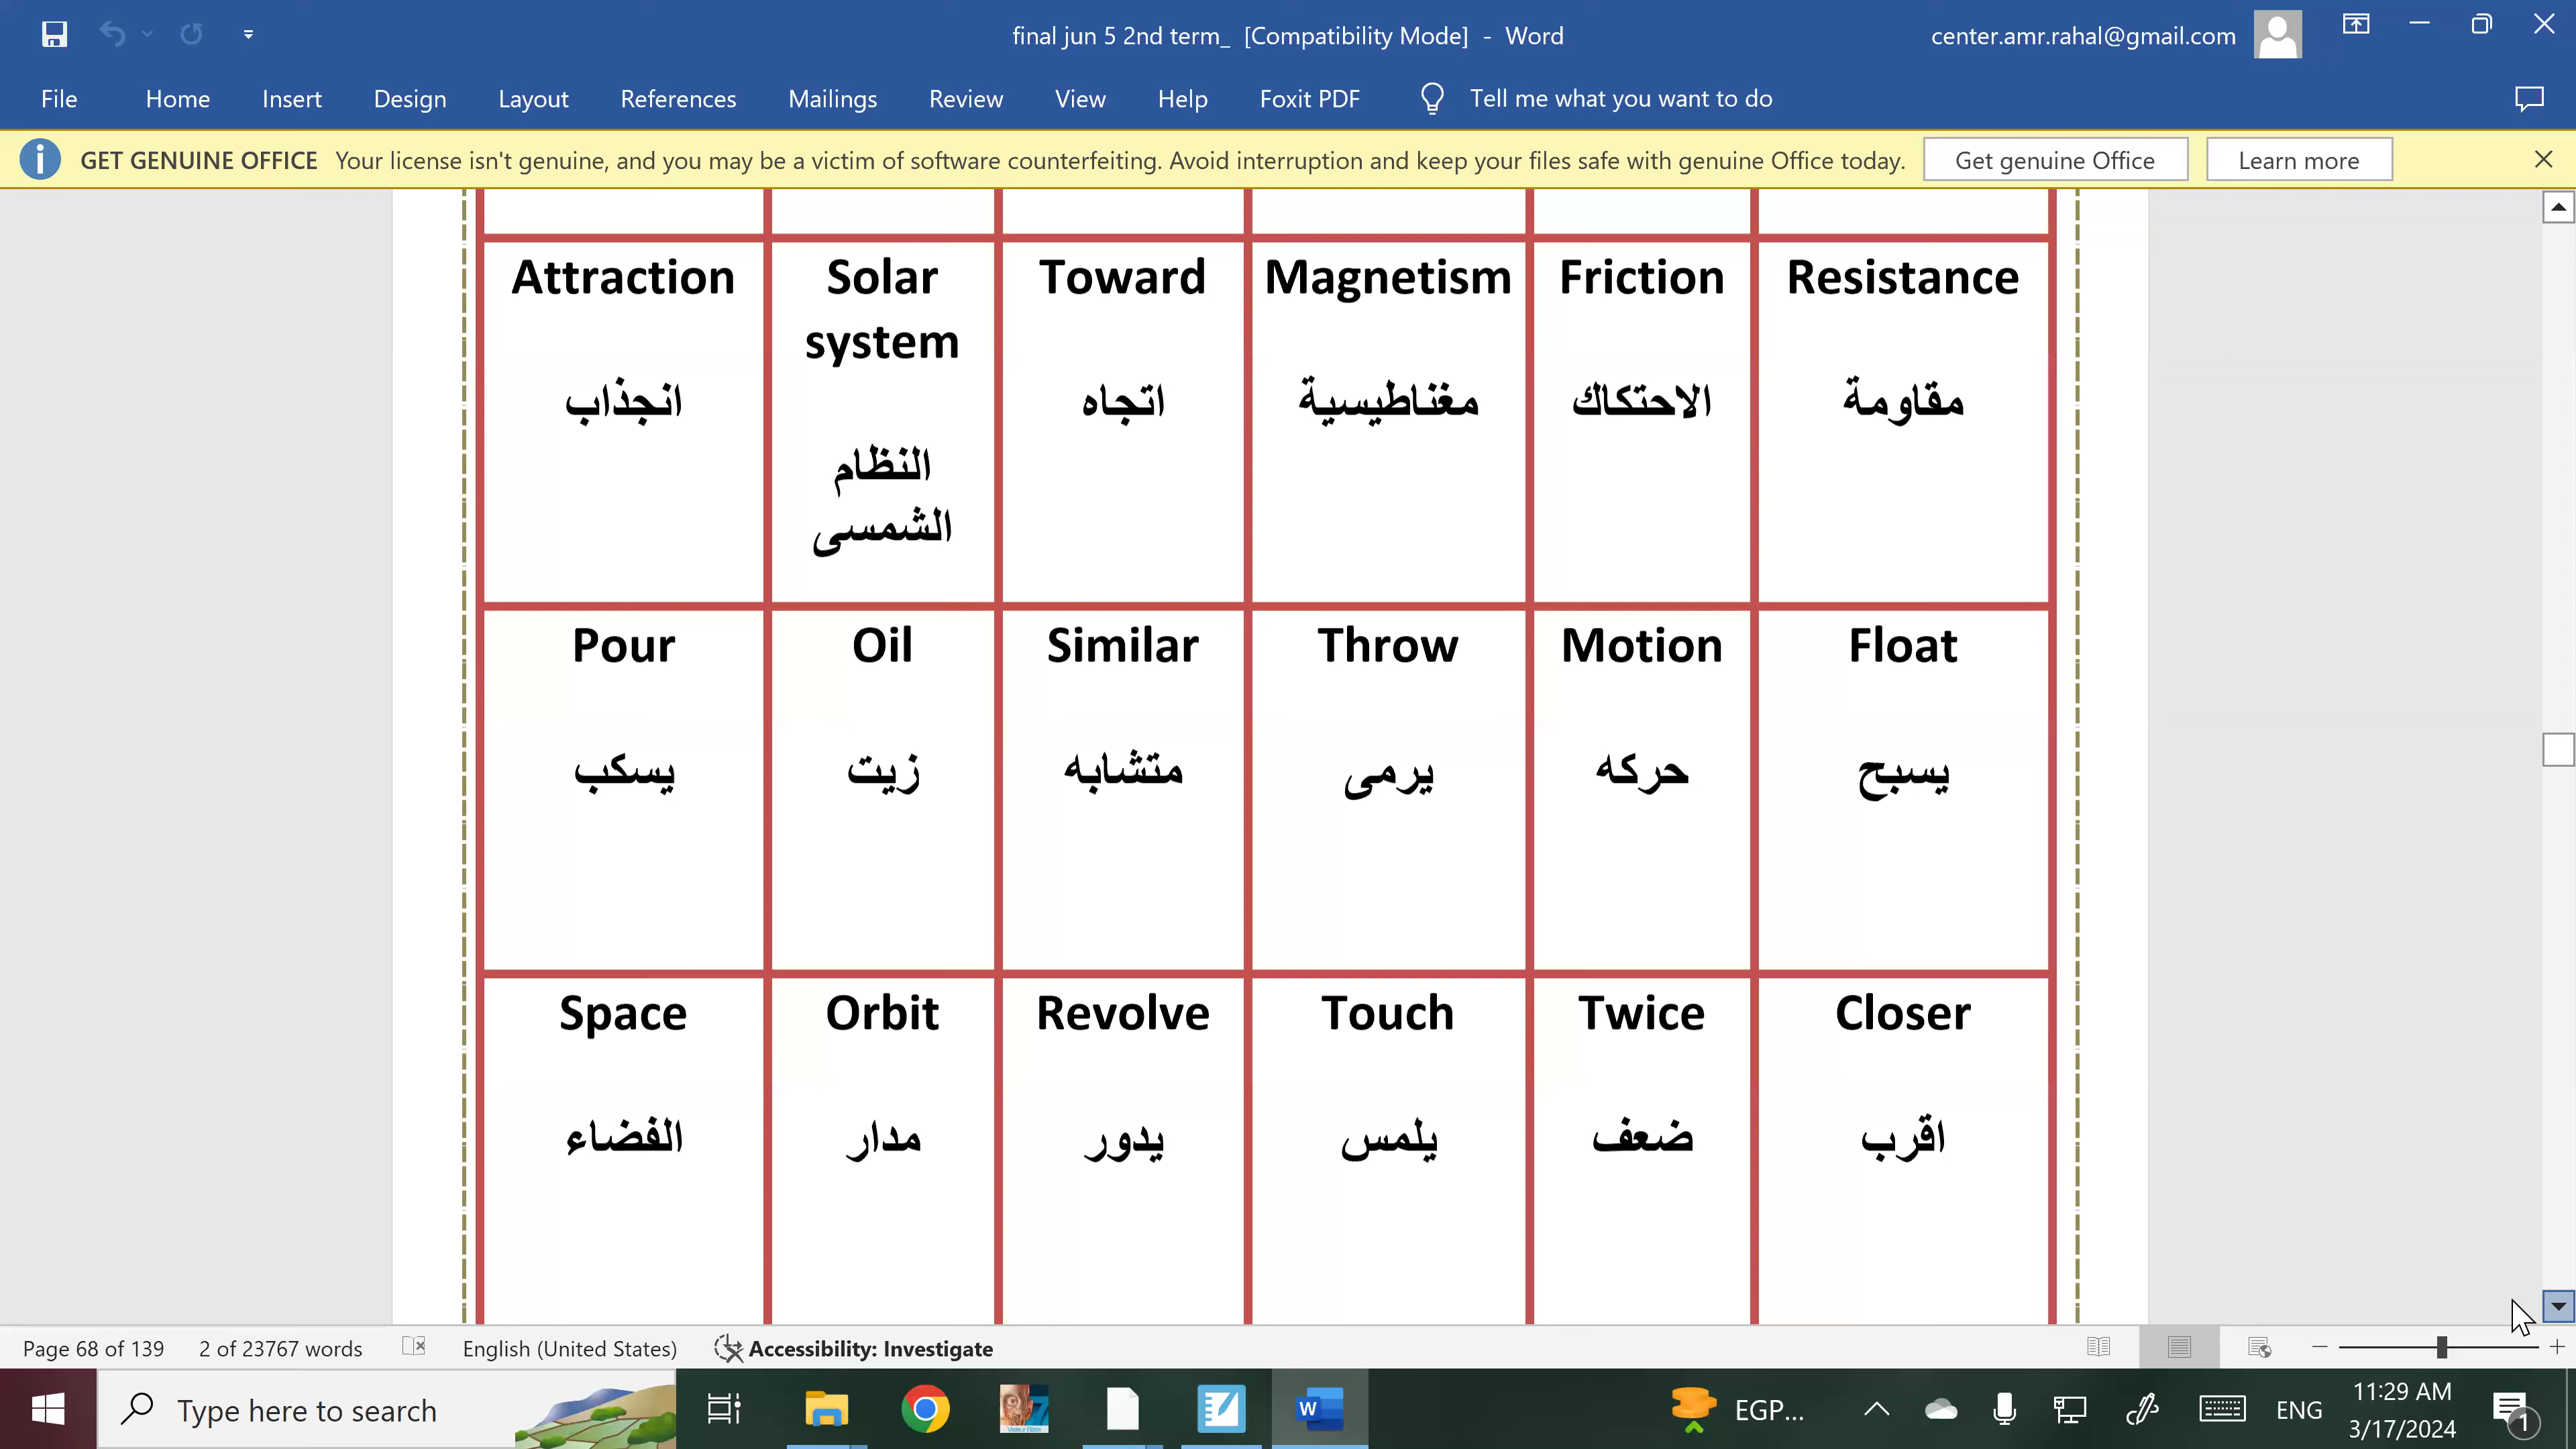 final jun 5 2nd term_ [Compatibility Mode] - Word
center.amr.rahal@gmail.com
File Home Insert Design Layout References Mailings Review View Help Foxit PDF Tell me what you want to do
GET GENUINE OFFICE Your license isn't genuine, and you may be a victim of software counterfeiting. Avoid interruption and keep your files safe with genuine Office today. Get genuine Office Learn more
Attraction
انجذاب
Solar
system
النظام
الشمسى
Toward
اتجاه
Magnetism
مغناطيسية
Friction
الاحتكاك
Resistance
مقاومة
Pour
يسكب
Oil
زيت
Similar
متشابه
Throw
يرمى
Motion
حركه
Float
يسبح
Space
الفضاء
Orbit
مدار
Revolve
يدور
Touch
يلمس
Twice
ضعف
Closer
اقرب
Page 68 of 139 2 of 23767 words English (United States) Accessibility: Investigate
Type here to search
EGP...
ENG
11:29 AM
3/17/2024
1